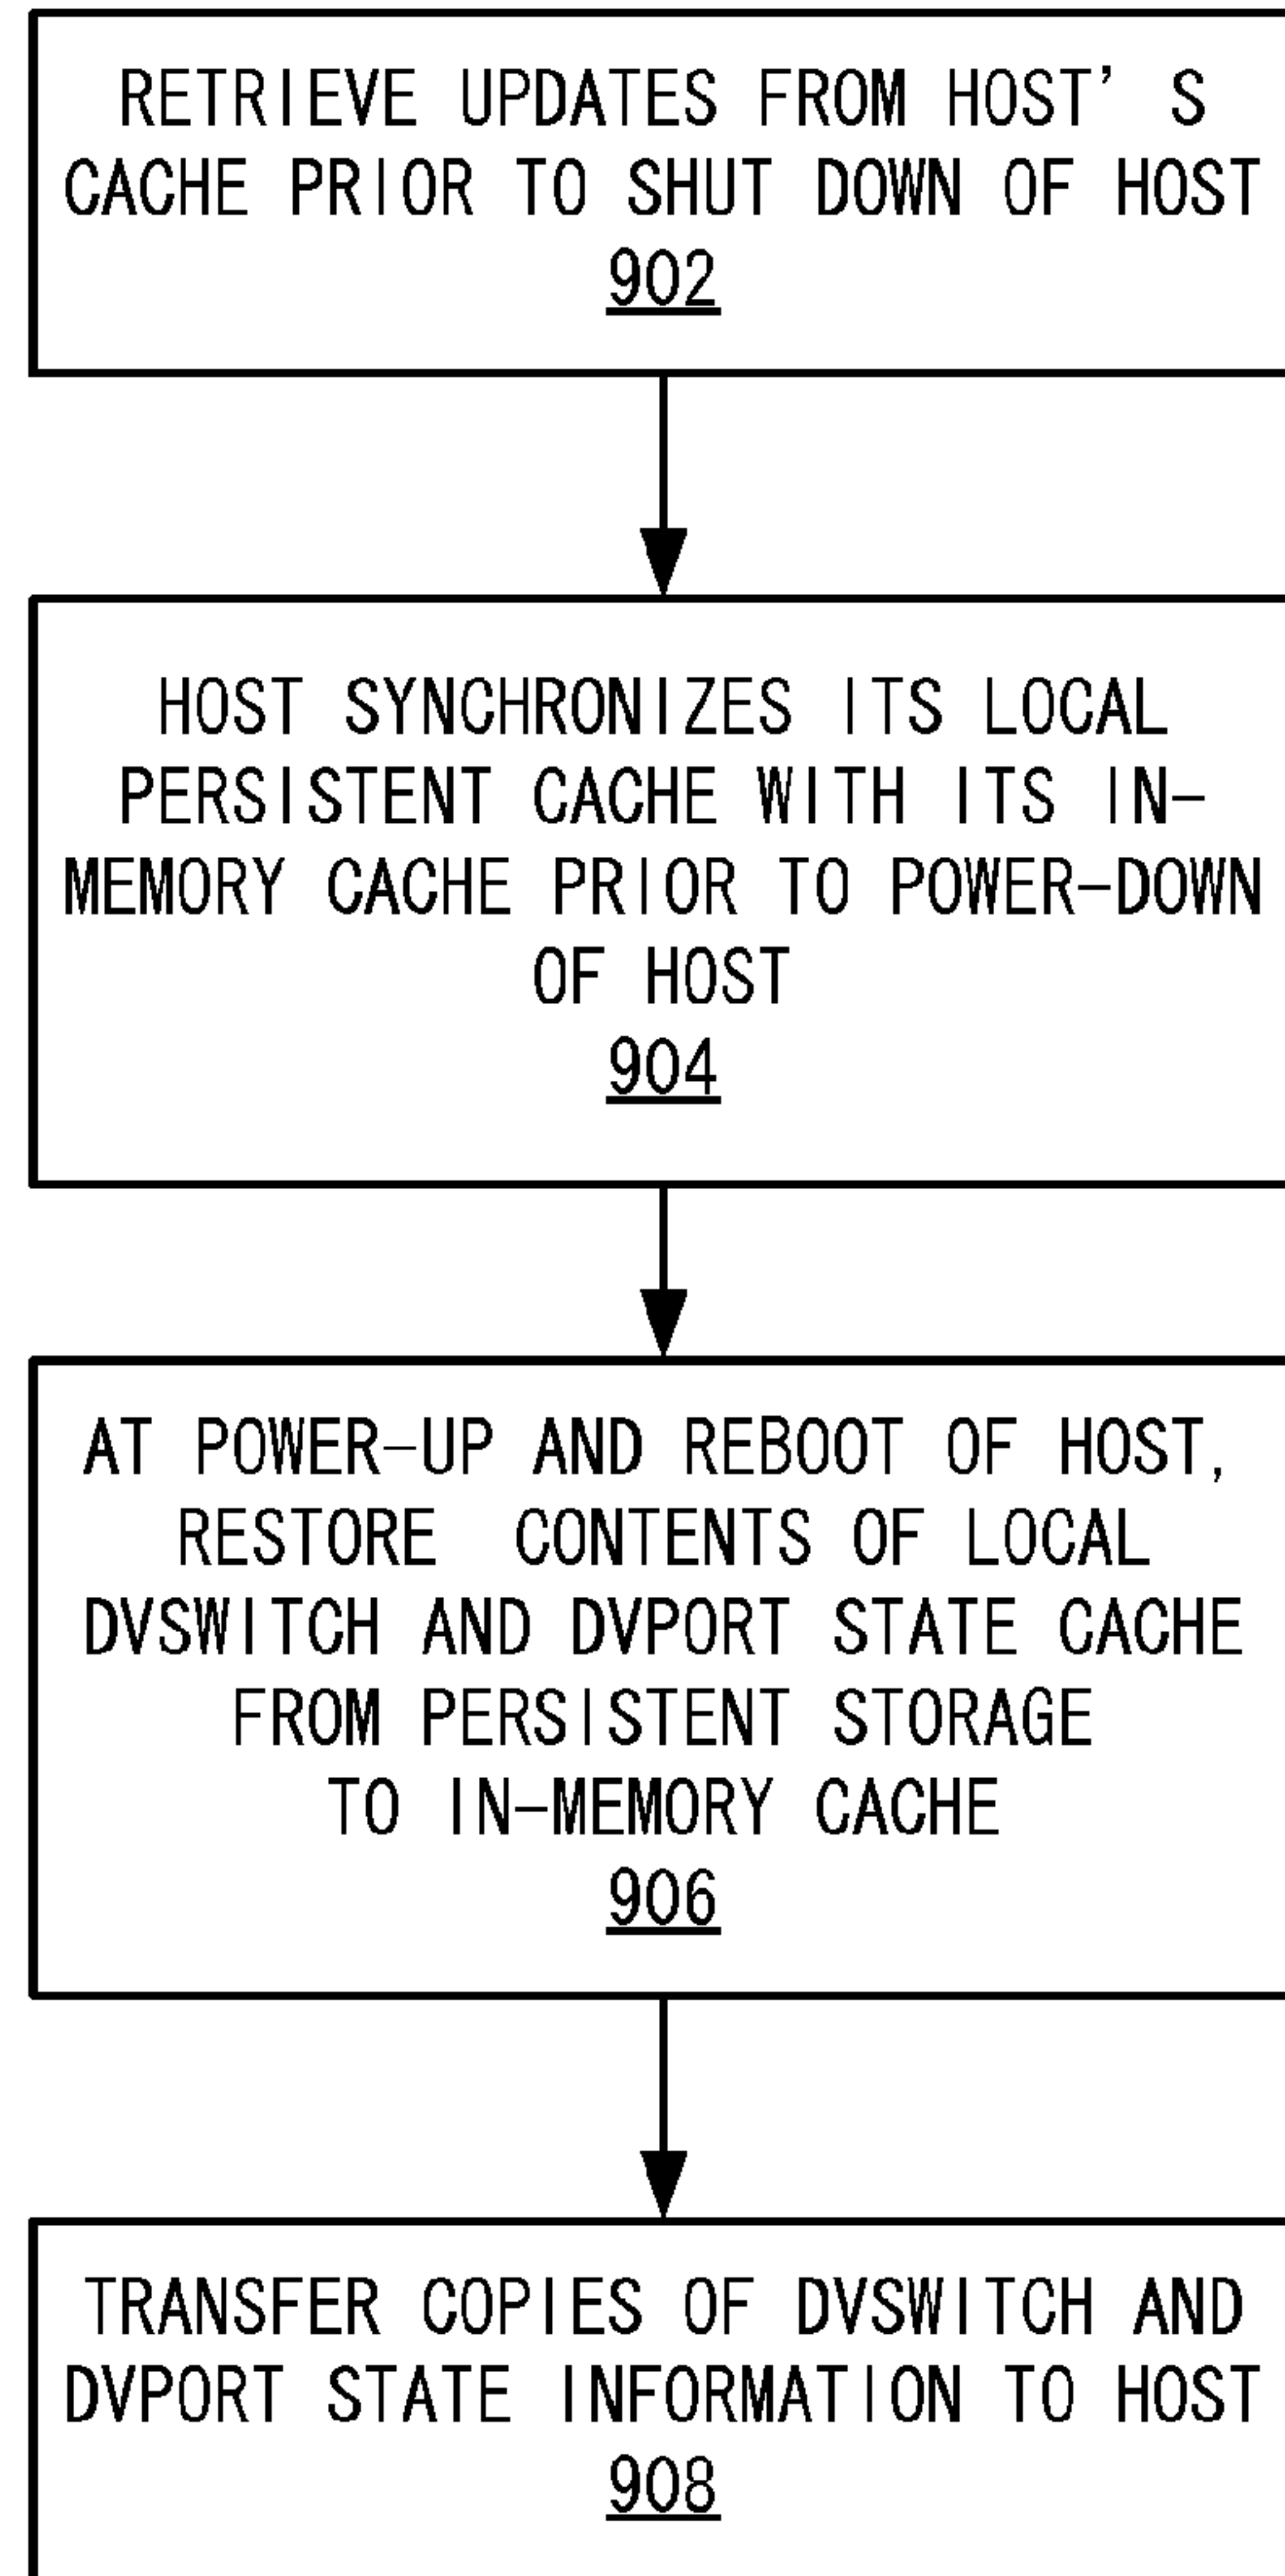 RETRIEVE UPDATES FROM HOST'S
CACHE PRIOR TO SHUT DOWN OF HOST
902
HOST SYNCHRONIZES ITS LOCAL
PERSISTENT CACHE WITH ITS IN-
MEMORY CACHE PRIOR TO POWER-DOWN
OF HOST
904
AT POWER-UP AND REBOOT OF HOST,
RESTORE CONTENTS OF LOCAL
DVSWITCH AND DVPORT STATE CACHE
FROM PERSISTENT STORAGE
TO IN-MEMORY CACHE
906
TRANSFER COPIES OF DVSWITCH AND
DVPORT STATE INFORMATION TO HOST
908